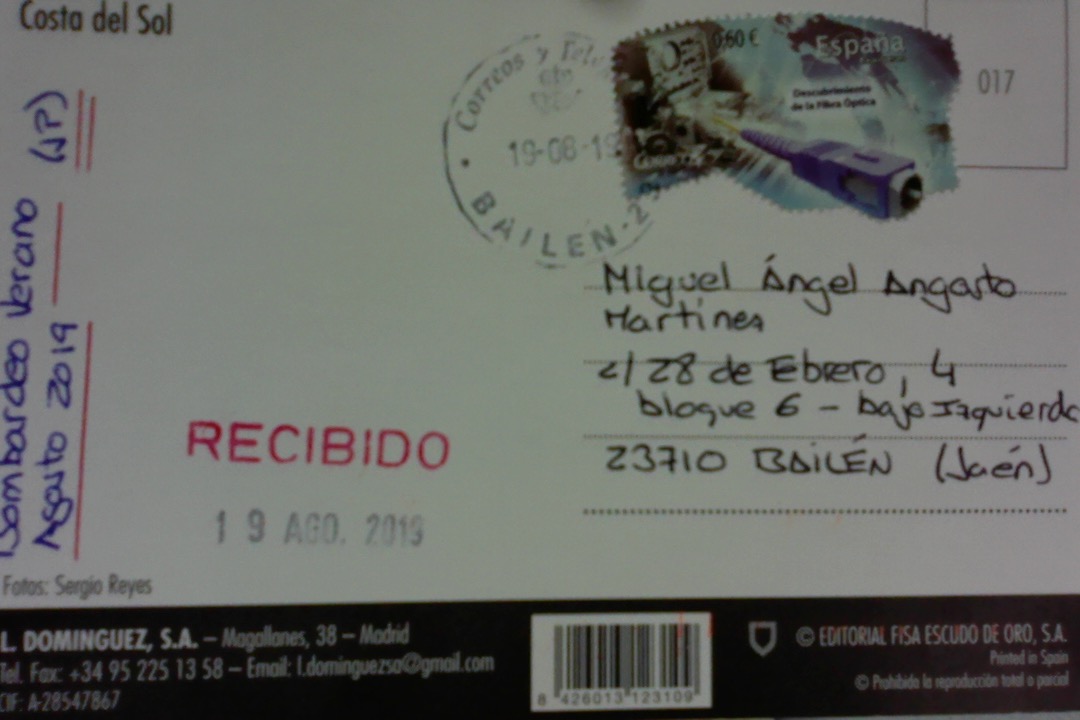 Costa del Sol
Correos y
19-08-19
BAILEN-23
0,60 €
España
Correos
Descubrimiento
de la Fibra Óptica
017
Bombardeo Verano (JP)
Agosto 2019
Miguel Ángel Angosto
Martínez
c/ 28 de Febrero, 4
bloque 6 - bajo Izquierda
23710 BAILÉN (Jaén)
RECIBIDO
19 AGO. 2019
Fotos: Sergio Reyes
L. DOMINGUEZ, S.A. – Magallanes, 38 – Madrid
Tel. Fax: +34 95 225 13 58 – Email: l.dominguezsa@gmail.com
CIF: A-28547867
8 426013 123109
© EDITORIAL FISA ESCUDO DE ORO, S.A.
Printed in Spain
© Prohibida la reproducción total o parcial